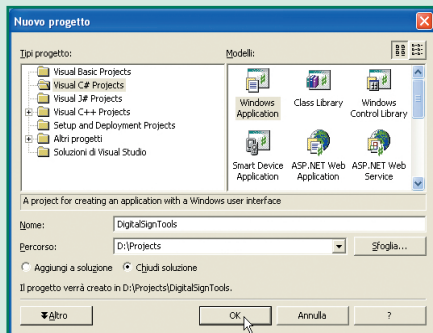 Nuovo progetto
Tipi progetto:
Modelli:
Visual Basic Projects
Visual C# Projects
Visual J# Projects
Visual C++ Projects
Setup and Deployment Projects
Altri progetti
Soluzioni di Visual Studio
Windows Application
Class Library
Windows Control Library
Smart Device Application
ASP.NET Web Application
ASP.NET Web Service
A project for creating an application with a Windows user interface
Nome:
DigitalSignTools
Percorso:
D:\Projects
Sfoglia...
Aggiungi a soluzione
Chiudi soluzione
Il progetto verrà creato in D:\Projects\DigitalSignTools.
Altro
OK
Annulla
?